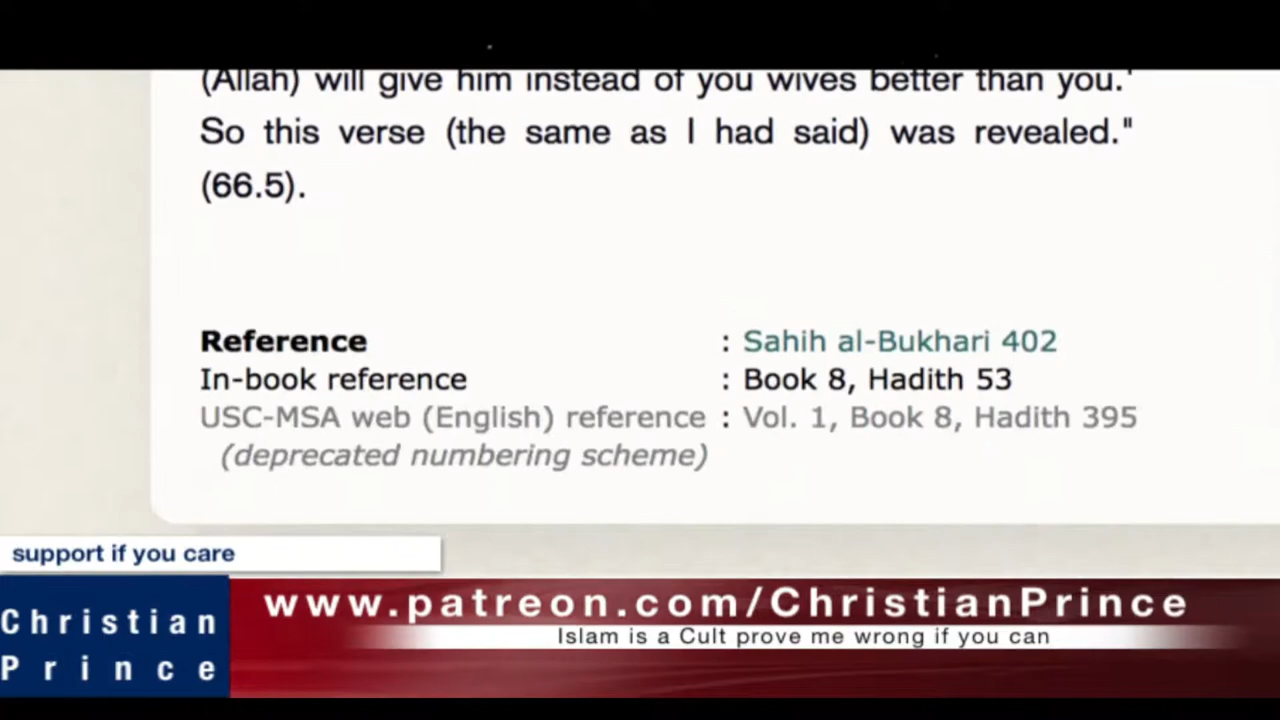 (Allah) will give him instead of you wives better than you.'
So this verse (the same as I had said) was revealed."
(66.5).
Reference : Sahih al-Bukhari 402
In-book reference : Book 8, Hadith 53
USC-MSA web (English) reference : Vol. 1, Book 8, Hadith 395
(deprecated numbering scheme)
support if you care
Christian
Prince
www.patreon.com/ChristianPrince
Islam is a Cult prove me wrong if you can